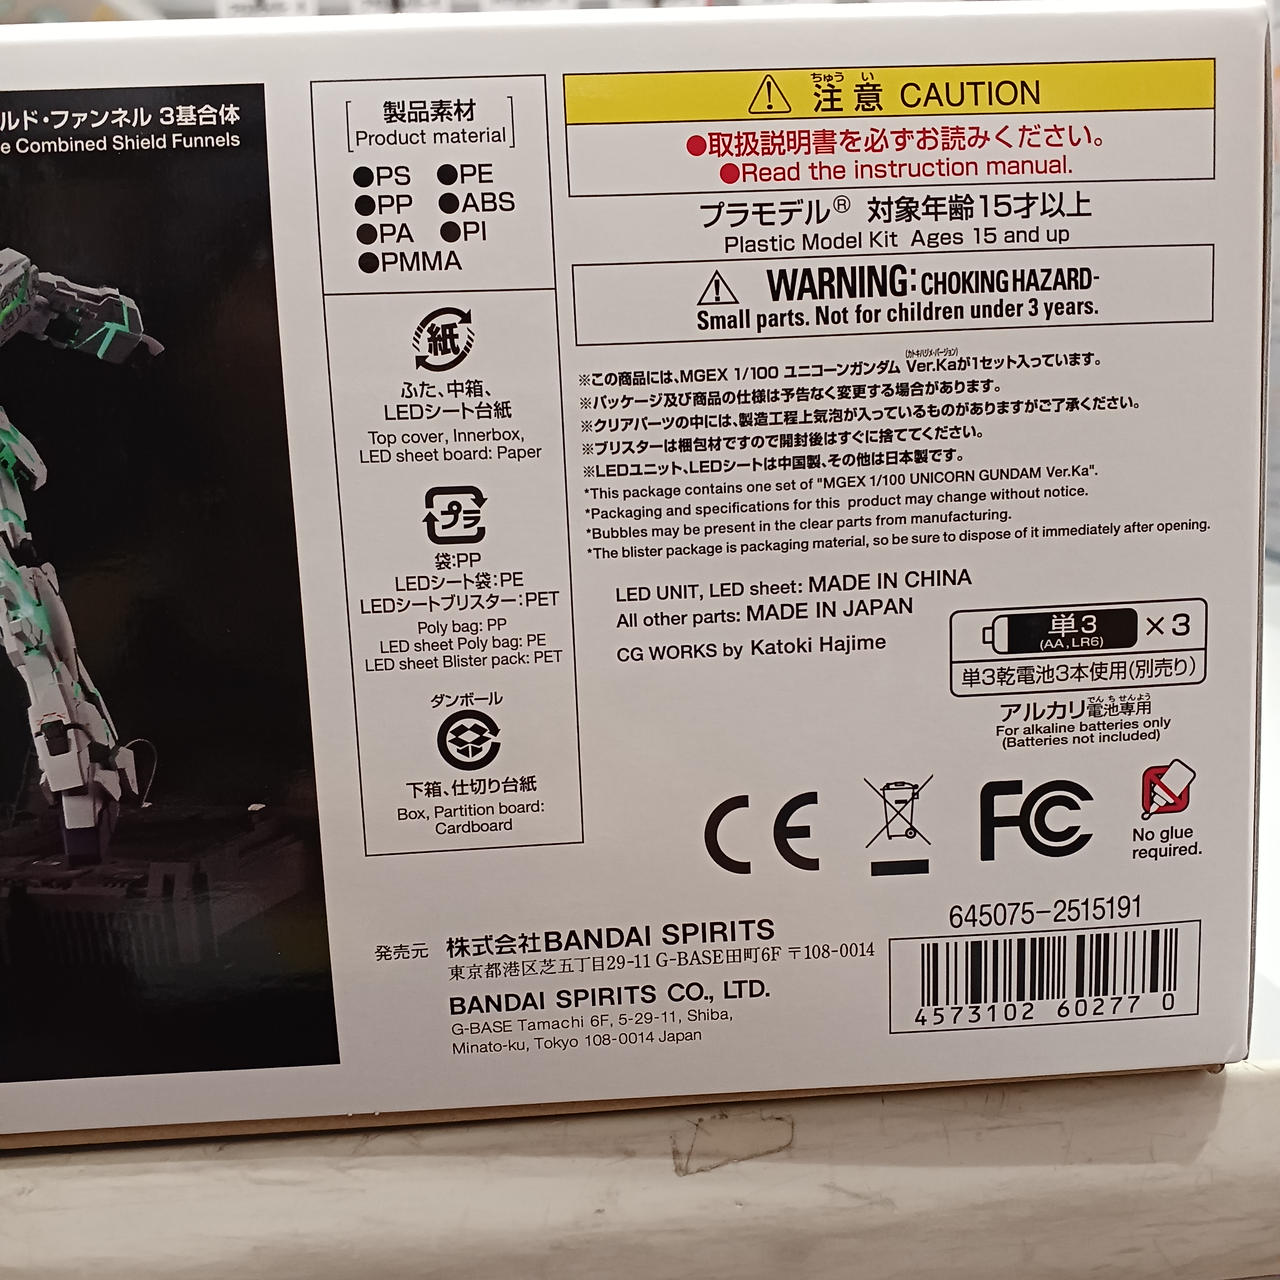 ルド・ファンネル 3基合体
e Combined Shield Funnels
製品素材
Product material
●PS ●PE
●PP ●ABS
●PA ●PI
●PMMA
紙
ふた、中箱、
LEDシート台紙
Top cover, Innerbox,
LED sheet board: Paper
プラ
袋:PP
LEDシート袋:PE
LEDシートブリスター:PET
Poly bag: PP
LED sheet Poly bag: PE
LED sheet Blister pack: PET
ダンボール
下箱、仕切り台紙
Box, Partition board:
Cardboard
ちゅう い
注意 CAUTION
●取扱説明書を必ずお読みください。
●Read the instruction manual.
プラモデル® 対象年齢15才以上
Plastic Model Kit Ages 15 and up
WARNING: CHOKING HAZARD-
Small parts. Not for children under 3 years.
(カトキハジメ・バージョン)
※この商品には、MGEX 1/100 ユニコーンガンダム Ver.Kaが1セット入っています。
※パッケージ及び商品の仕様は予告なく変更する場合があります。
※クリアパーツの中には、製造工程上気泡が入っているものがありますがご了承ください。
※ブリスターは梱包材ですので開封後はすぐに捨ててください。
※LEDユニット、LEDシートは中国製、その他は日本製です。
*This package contains one set of "MGEX 1/100 UNICORN GUNDAM Ver.Ka".
*Packaging and specifications for this product may change without notice.
*Bubbles may be present in the clear parts from manufacturing.
*The blister package is packaging material, so be sure to dispose of it immediately after opening.
LED UNIT, LED sheet: MADE IN CHINA
All other parts: MADE IN JAPAN
CG WORKS by Katoki Hajime
単3 ×3
(AA, LR6)
単3乾電池3本使用(別売り)
でんちせんよう
アルカリ電池専用
For alkaline batteries only
(Batteries not included)
CE
FC
No glue
required.
645075-2515191
4573102 60277 0
発売元 株式会社BANDAI SPIRITS
東京都港区芝五丁目29-11 G-BASE田町6F 〒108-0014
BANDAI SPIRITS CO., LTD.
G-BASE Tamachi 6F, 5-29-11, Shiba,
Minato-ku, Tokyo 108-0014 Japan